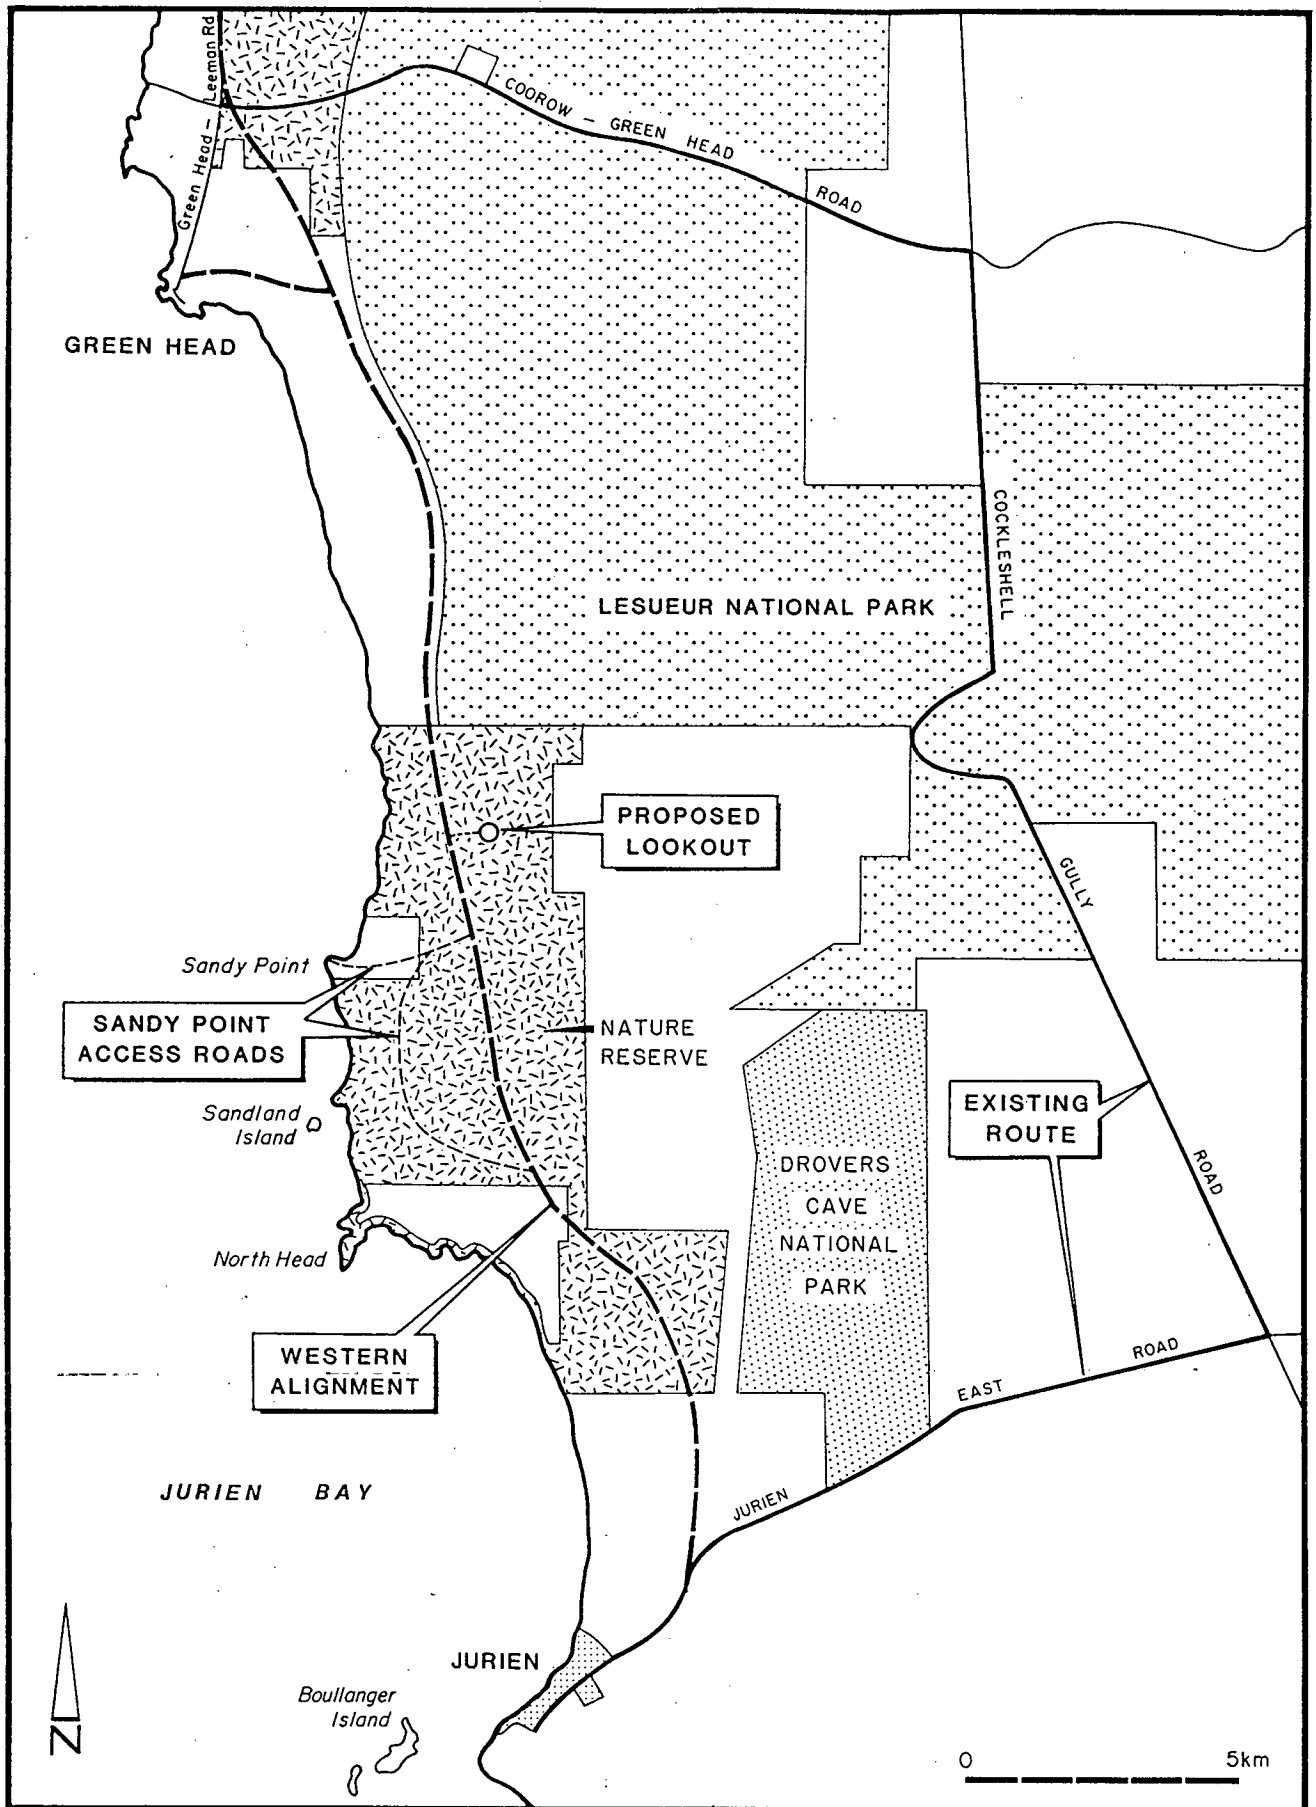 Green Head - Leeman Rd
COOROW - GREEN HEAD ROAD
GREEN HEAD
COCKLESHELL GULLY ROAD
LESUEUR NATIONAL PARK
PROPOSED
LOOKOUT
Sandy Point
SANDY POINT
ACCESS ROADS
NATURE
RESERVE
Sandland
Island
EXISTING
ROUTE
DROVERS
CAVE
NATIONAL
PARK
North Head
WESTERN
ALIGNMENT
JURIEN EAST ROAD
JURIEN BAY
JURIEN
Boullanger
Island
N
0 5km